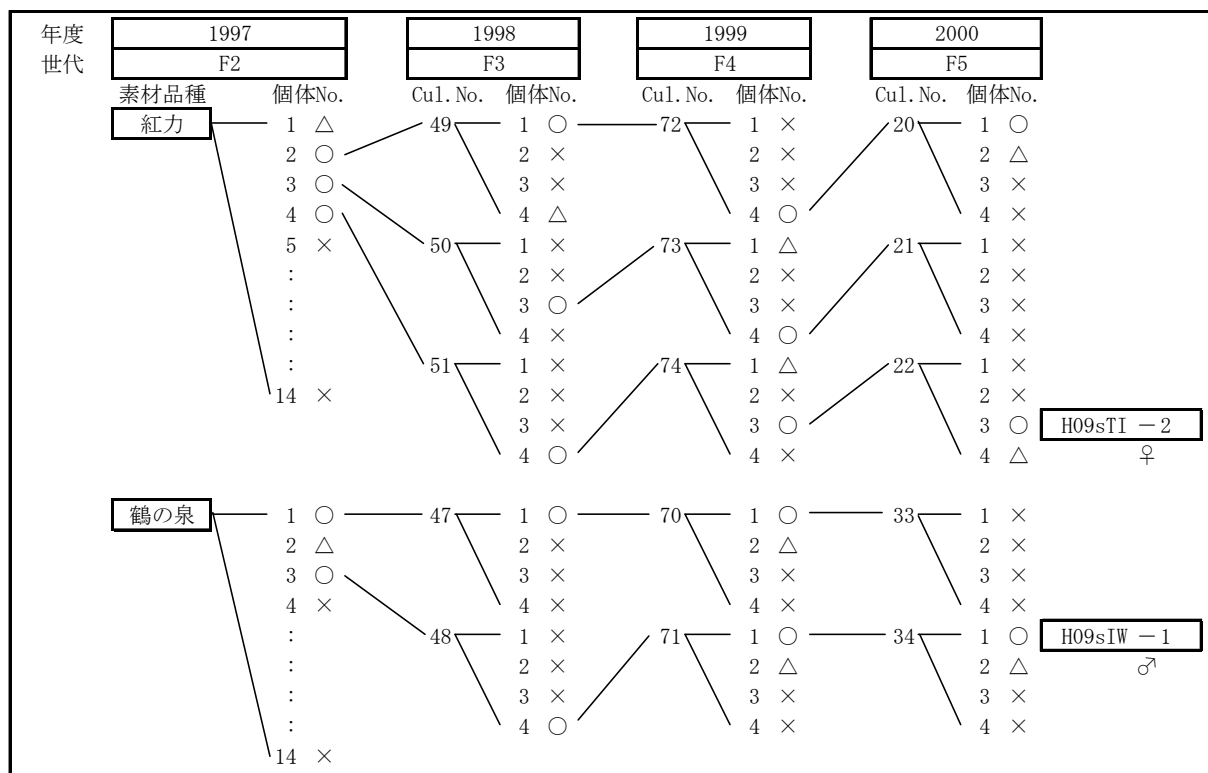 年度 1997 1998 1999 2000
世代 F2 F3 F4 F5
素材品種 個体No. Cul.No. 個体No. Cul.No. 個体No. Cul.No. 個体No.
紅力 1 △ 49 1 ○ 72 1 × 20 1 ○
2 ○ 2 × 2 × 2 △
3 ○ 3 × 3 × 3 ×
4 ○ 4 △ 4 ○ 4 ×
5 × 50 1 × 73 1 △ 21 1 ×
: 2 × 2 × 2 ×
: 3 ○ 3 × 3 ×
: 4 × 4 ○ 4 ×
: 51 1 × 74 1 △ 22 1 ×
14 × 2 × 2 × 2 ×
3 × 3 ○ 3 ○ H09sTI －2
4 ○ 4 × 4 △ ♀
鶴の泉 1 ○ 47 1 ○ 70 1 ○ 33 1 ×
2 △ 2 × 2 △ 2 ×
3 ○ 3 × 3 × 3 ×
4 × 4 × 4 × 4 ×
: 48 1 × 71 1 ○ 34 1 ○ H09sIW －1
: 2 × 2 △ 2 △ ♂
: 3 × 3 × 3 ×
: 4 ○ 4 × 4 ×
14 ×